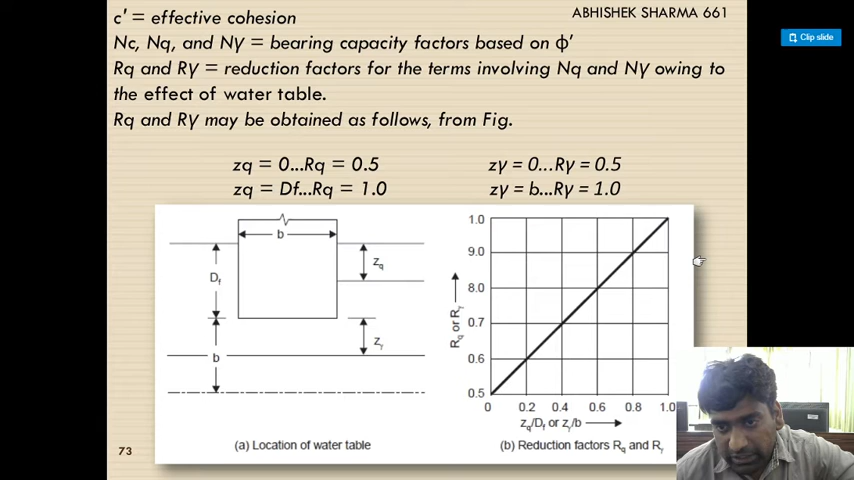 ABHISHEK SHARMA 661
Clip slide
c′ = effective cohesion
Nc, Nq, and Nγ = bearing capacity factors based on ϕ′
Rq and Rγ = reduction factors for the terms involving Nq and Nγ owing to
the effect of water table.
Rq and Rγ may be obtained as follows, from Fig.
zq = 0...Rq = 0.5
zq = Df...Rq = 1.0
zγ = 0...Rγ = 0.5
zγ = b...Rγ = 1.0
b
Df
zq
b
zγ
(a) Location of water table
Rq or Rγ
1.0
9.0
8.0
0.7
0.6
0.5
0 0.2 0.4 0.6 0.8 1.0
zq/Df or zγ/b
(b) Reduction factors Rq and Rγ
73